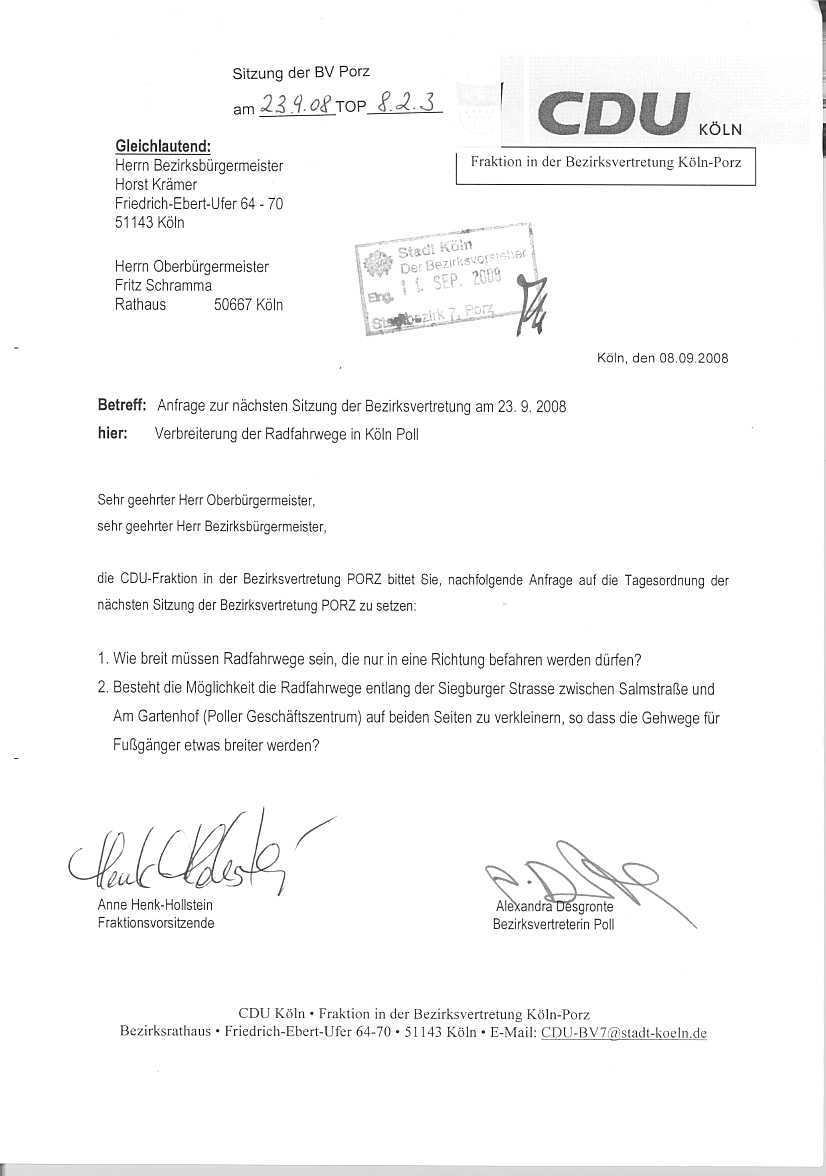 Sitzung der BV Porz
am 23.9.08 TOP 8.2.3
CDU KÖLN
Fraktion in der Bezirksvertretung Köln-Porz
Gleichlautend:
Herrn Bezirksbürgermeister
Horst Krämer
Friedrich-Ebert-Ufer 64 - 70
51143 Köln
Herrn Oberbürgermeister
Fritz Schramma
Rathaus 50667 Köln
Stadt Köln
Der Bezirksvorsteher
Eing. 11. SEP. 2008
Stadtbezirk 7, Porz
Köln, den 08.09.2008
Betreff: Anfrage zur nächsten Sitzung der Bezirksvertretung am 23. 9. 2008
hier: Verbreiterung der Radfahrwege in Köln Poll
Sehr geehrter Herr Oberbürgermeister,
sehr geehrter Herr Bezirksbürgermeister,
die CDU-Fraktion in der Bezirksvertretung PORZ bittet Sie, nachfolgende Anfrage auf die Tagesordnung der
nächsten Sitzung der Bezirksvertretung PORZ zu setzen:
1. Wie breit müssen Radfahrwege sein, die nur in eine Richtung befahren werden dürfen?
2. Besteht die Möglichkeit die Radfahrwege entlang der Siegburger Strasse zwischen Salmstraße und
Am Gartenhof (Poller Geschäftszentrum) auf beiden Seiten zu verkleinern, so dass die Gehwege für
Fußgänger etwas breiter werden?
Anne Henk-Hollstein
Fraktionsvorsitzende
Alexandra Desgronte
Bezirksvertreterin Poll
CDU Köln • Fraktion in der Bezirksvertretung Köln-Porz
Bezirksrathaus • Friedrich-Ebert-Ufer 64-70 • 51143 Köln • E-Mail: CDU-BV7@stadt-koeln.de